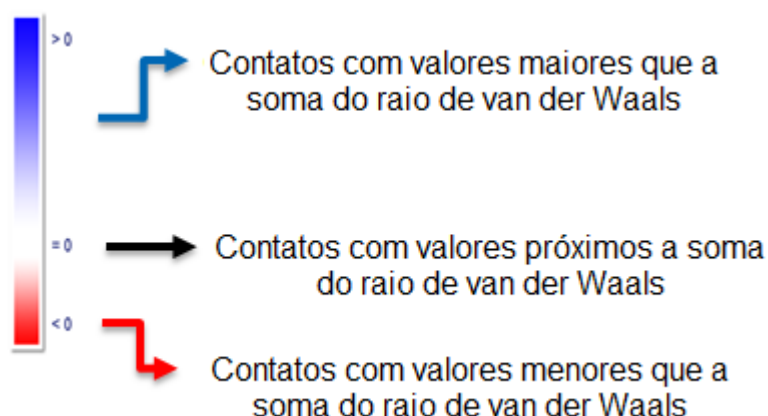 > 0
Contatos com valores maiores que a
soma do raio de van der Waals
= 0
Contatos com valores próximos a soma
do raio de van der Waals
< 0
Contatos com valores menores que a
soma do raio de van der Waals